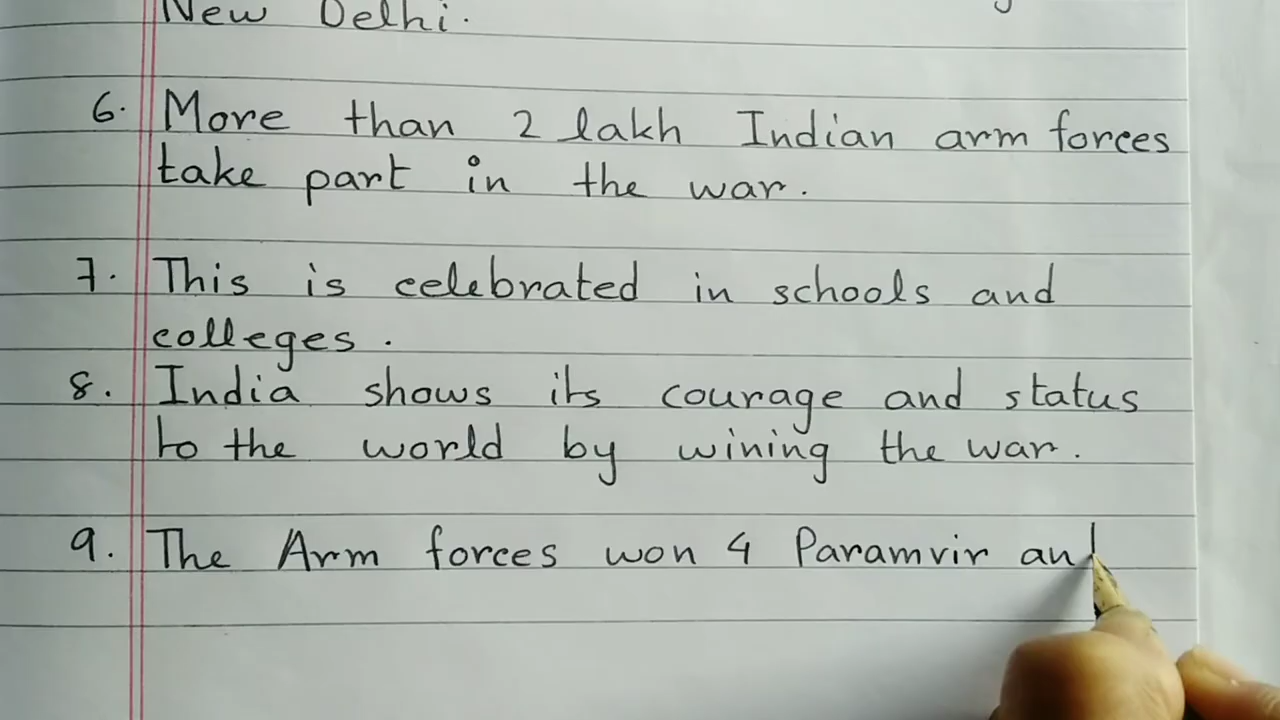 New Delhi.
6. More than 2 lakh Indian arm forces
take part in the war.
7. This is celebrated in schools and
colleges.
8. India shows its courage and status
to the world by wining the war.
9. The Arm forces won 4 Paramvir